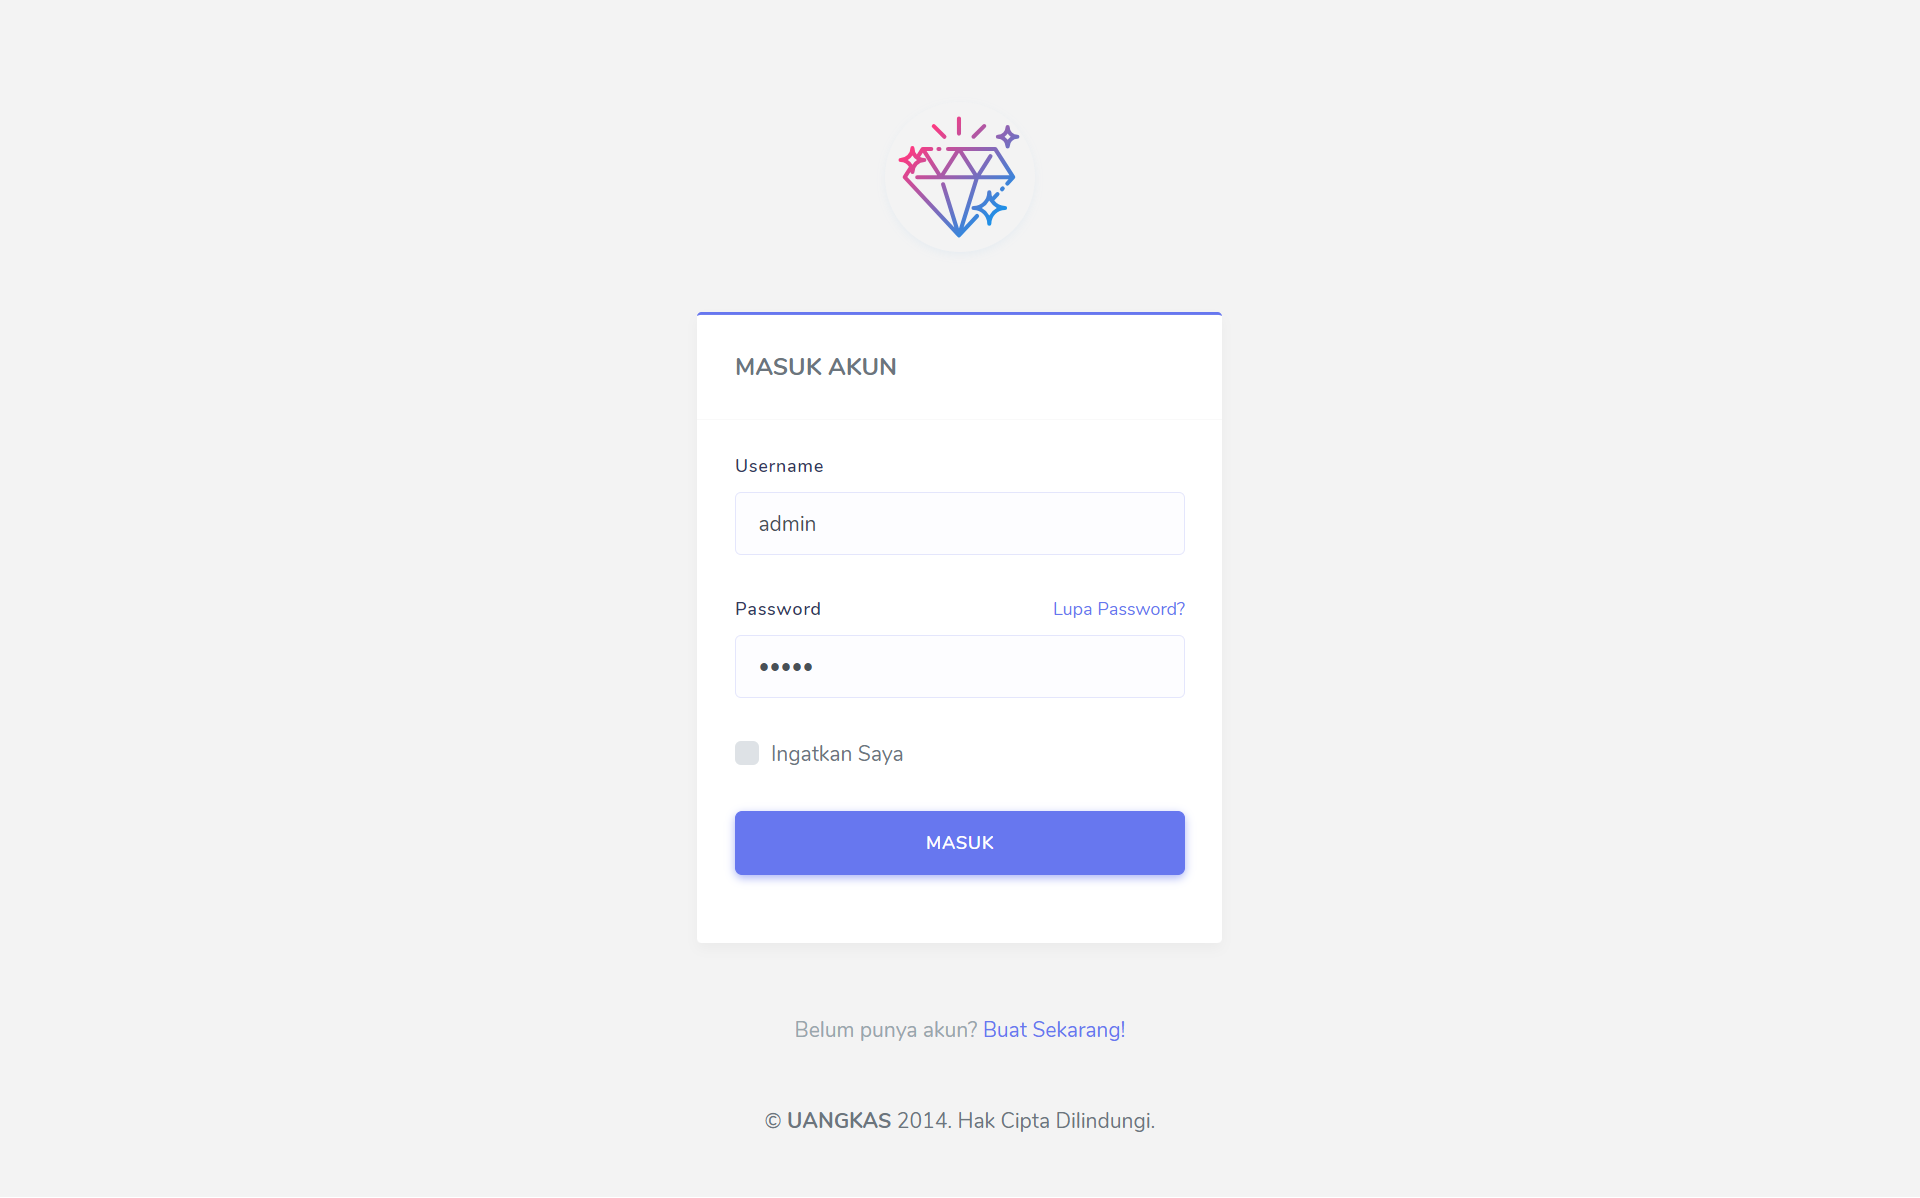 MASUK AKUN
Username
admin
Password Lupa Password?
•••••
Ingatkan Saya
MASUK
Belum punya akun? Buat Sekarang!
© UANGKAS 2014. Hak Cipta Dilindungi.